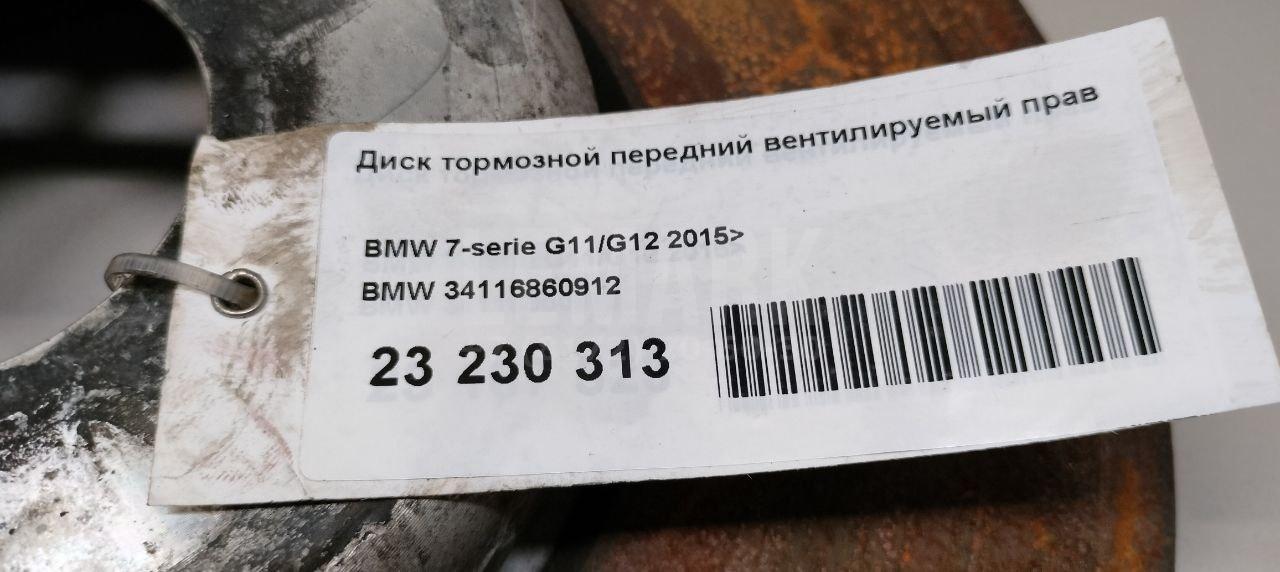 Диск тормозной передний вентилируемый прав
BMW 7-serie G11/G12 2015>
BMW 34116860912
23 230 313